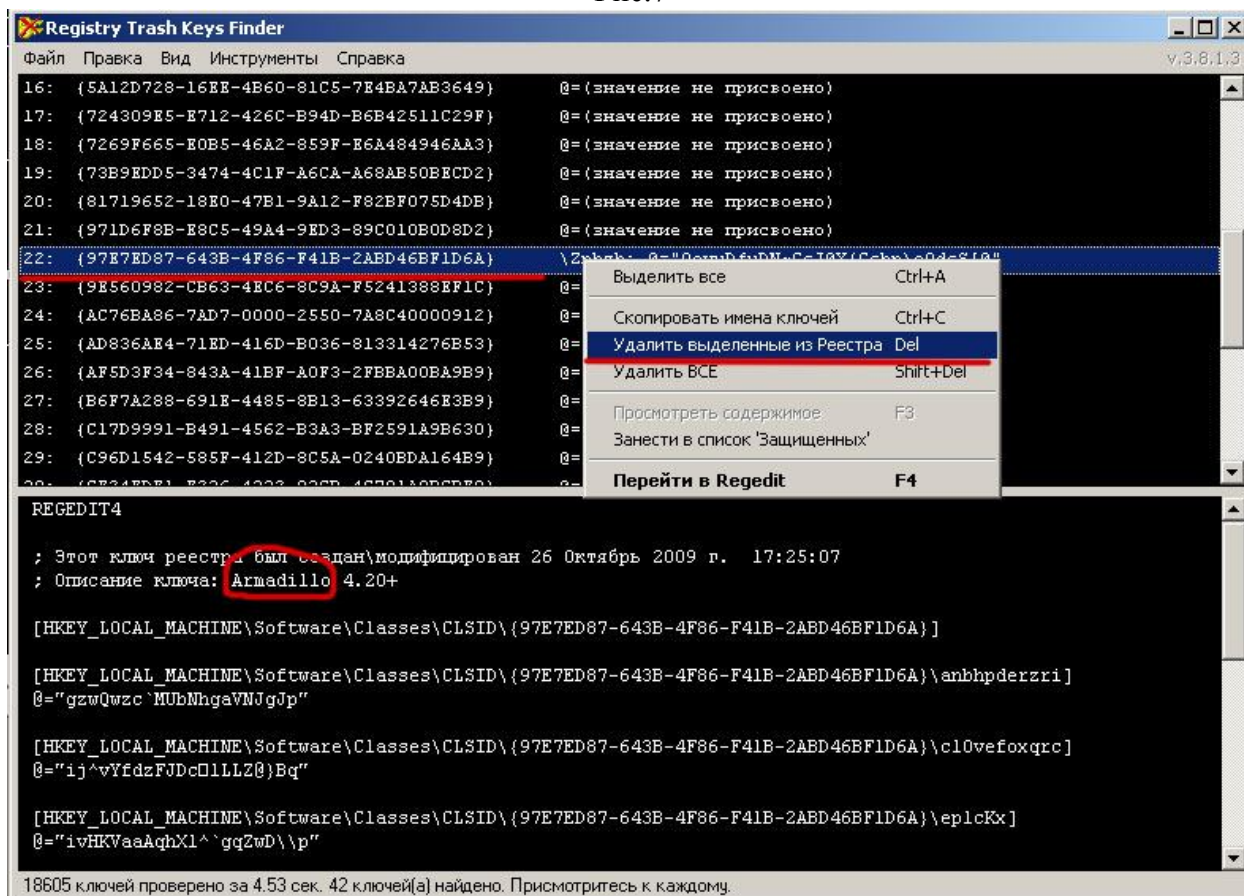 Registry Trash Keys Finder
Файл Правка Вид Инструменты Справка v.3.8.1.3
16: {5A12D728-16EE-4B60-81C5-7E4BA7AB3649} @=(значение не присвоено)
17: {724309E5-E712-426C-B94D-B6B42511C29F} @=(значение не присвоено)
18: {7269F665-E0B5-46A2-859F-E6A484946AA3} @=(значение не присвоено)
19: {73B9EDD5-3474-4C1F-A6CA-A68AB50BECD2} @=(значение не присвоено)
20: {81719652-18E0-47B1-9A12-F82BF075D4DB} @=(значение не присвоено)
21: {971D6F8B-E8C5-49A4-9ED3-89C010B0D8D2} @=(значение не присвоено)
22: {97E7ED87-643B-4F86-F41B-2ABD46BF1D6A}
23: {9E560982-CB63-4EC6-8C9A-F5241388EF1C} @=
24: {AC76BA86-7AD7-0000-2550-7A8C40000912} @=
25: {AD836AE4-71ED-416D-B036-813314276B53} @=
26: {AF5D3F34-843A-41BF-A0F3-2FBBA00BA9B9} @=
27: {B6F7A288-691E-4485-8B13-63392646E3B9} @=
28: {C17D9991-B491-4562-B3A3-BF2591A9B630} @=
29: {C96D1542-585F-412D-8C5A-0240BDA164B9} @=
Выделить все Ctrl+A
Скопировать имена ключей Ctrl+C
Удалить выделенные из Реестра Del
Удалить ВСЕ Shift+Del
Просмотреть содержимое F3
Занести в список 'Защищенных'
Перейти в Regedit F4
REGEDIT4
; Этот ключ реестра был создан\модифицирован 26 Октябрь 2009 г. 17:25:07
; Описание ключа: Armadillo 4.20+
[HKEY_LOCAL_MACHINE\Software\Classes\CLSID\{97E7ED87-643B-4F86-F41B-2ABD46BF1D6A}]
[HKEY_LOCAL_MACHINE\Software\Classes\CLSID\{97E7ED87-643B-4F86-F41B-2ABD46BF1D6A}\anbhpderzri]
@="gzwQwzc`MUbNhgaVNJgJp"
[HKEY_LOCAL_MACHINE\Software\Classes\CLSID\{97E7ED87-643B-4F86-F41B-2ABD46BF1D6A}\clOvefoxqrc]
@="ij^vYfdzFJDc□lLLZ@}Bq"
[HKEY_LOCAL_MACHINE\Software\Classes\CLSID\{97E7ED87-643B-4F86-F41B-2ABD46BF1D6A}\eplcKx]
@="ivHKVaaAqhXl^`gqZwD\\p"
18605 ключей проверено за 4.53 сек. 42 ключей(а) найдено. Присмотритесь к каждому.